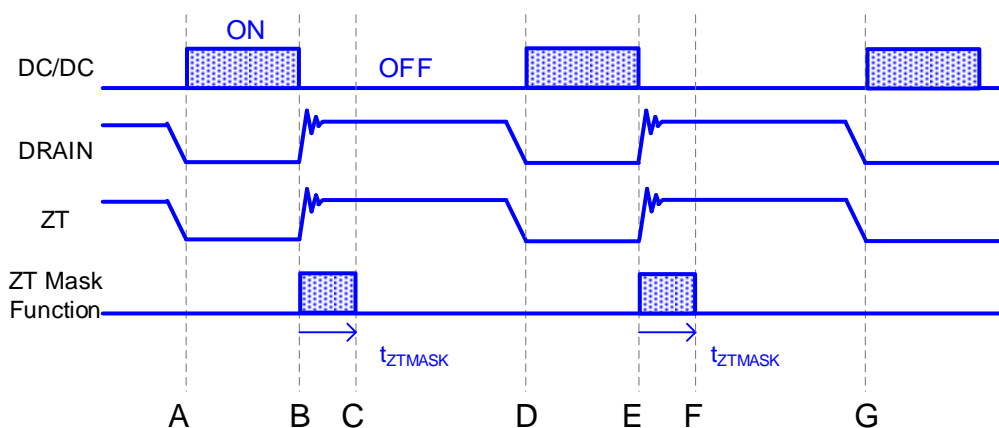 ON
DC/DC
OFF
DRAIN
ZT
ZT Mask
Function
tZTMASK
tZTMASK
A B C D E F G